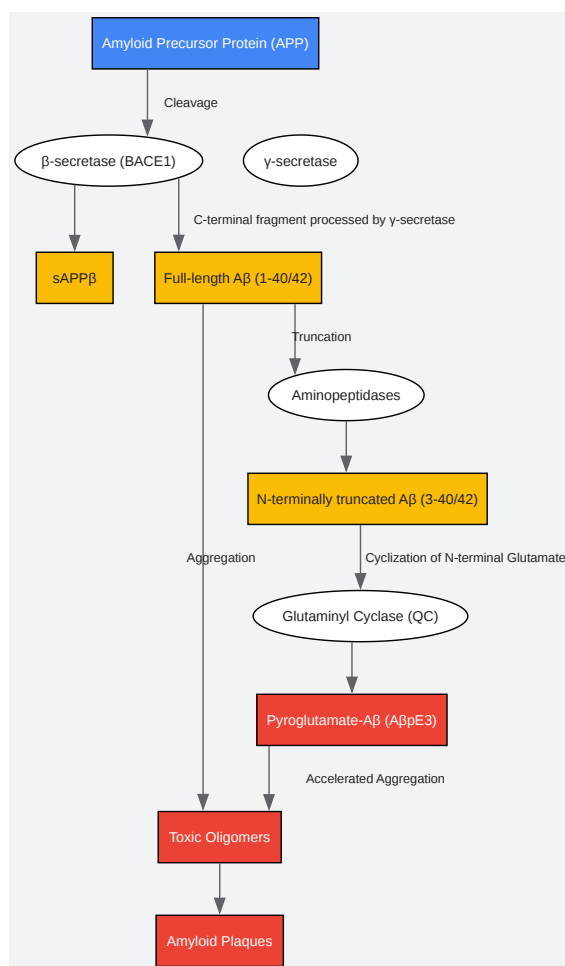 Amyloid Precursor Protein (APP)
Cleavage
β-secretase (BACE1)
γ-secretase
C-terminal fragment processed by γ-secretase
sAPPβ
Full-length Aβ (1-40/42)
Truncation
Aminopeptidases
N-terminally truncated Aβ (3-40/42)
Aggregation
Cyclization of N-terminal Glutamate
Glutaminyl Cyclase (QC)
Pyroglutamate-Aβ (AβpE3)
Accelerated Aggregation
Toxic Oligomers
Amyloid Plaques